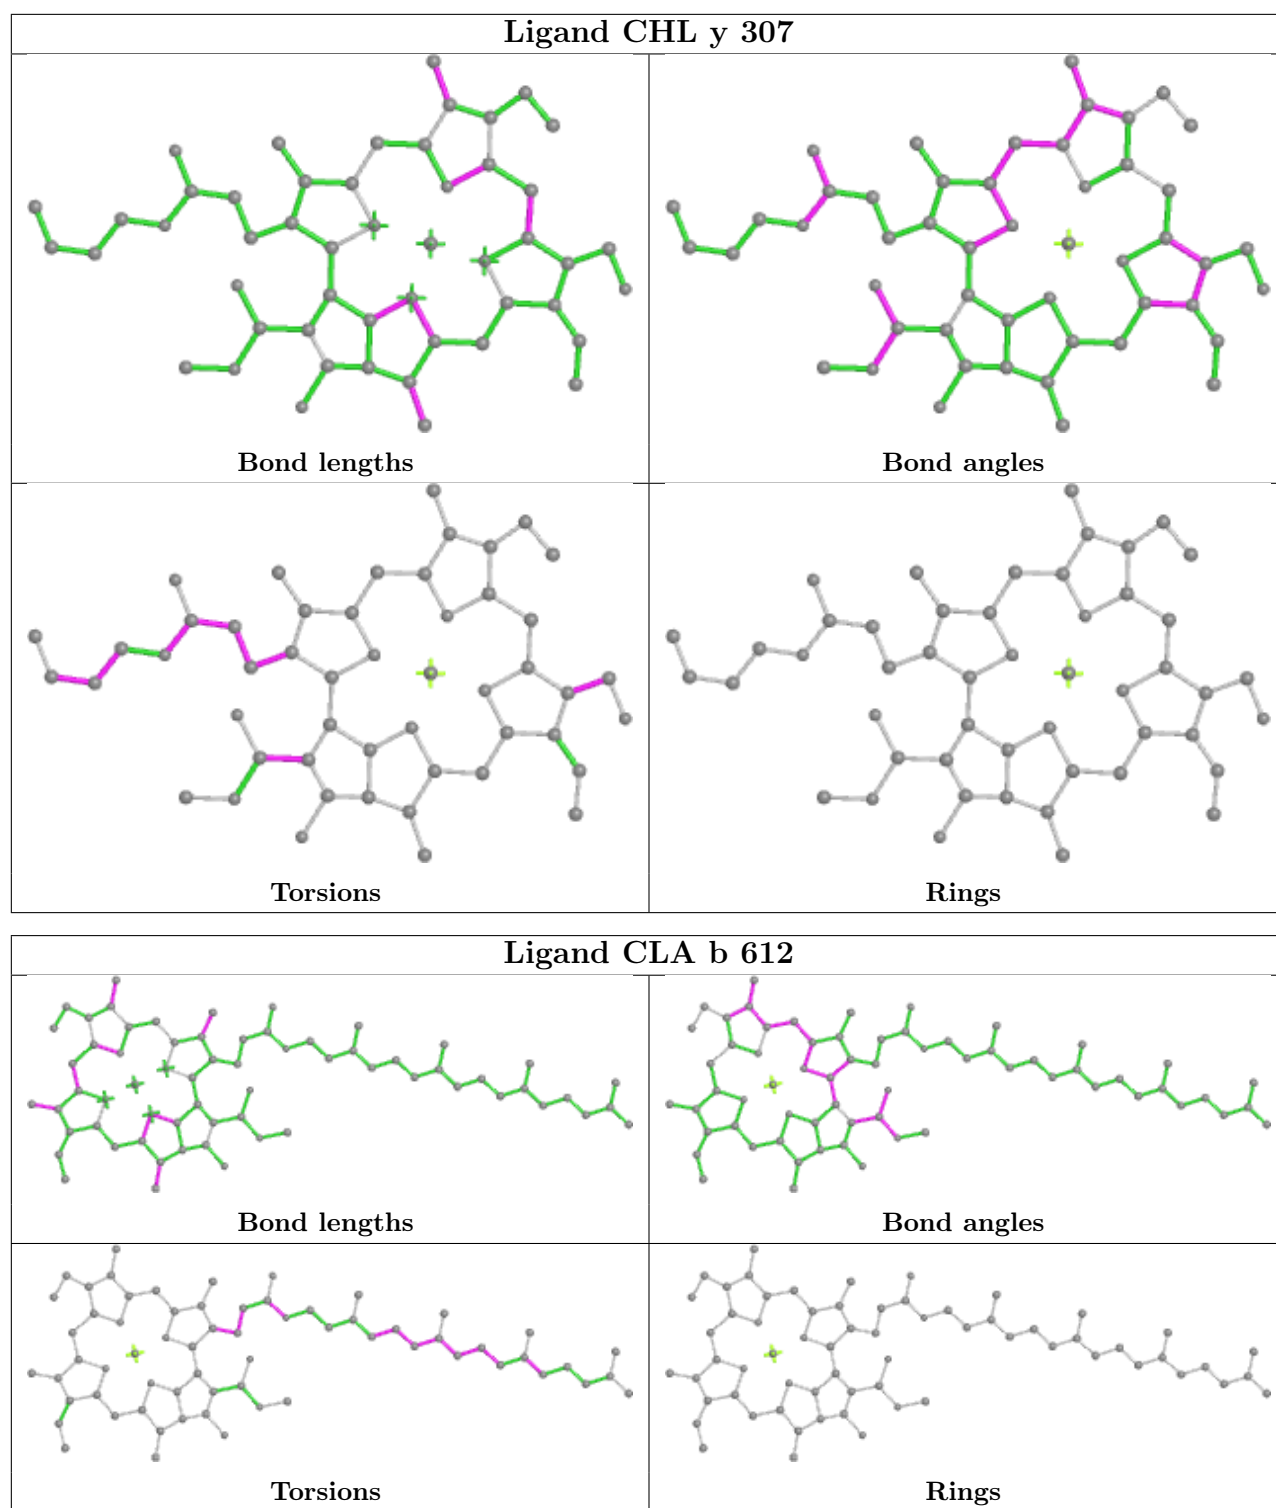 Ligand CHL y 307
Bond lengths
Bond angles
Torsions
Rings
Ligand CLA b 612
Bond lengths
Bond angles
Torsions
Rings